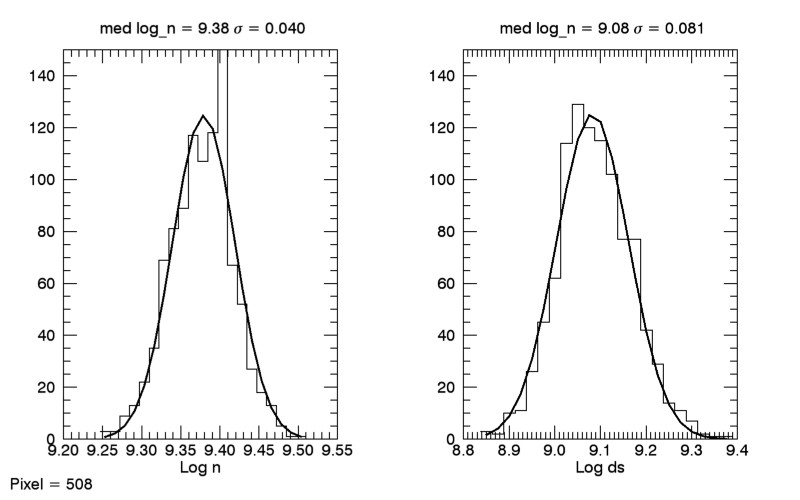 med log_n = 9.38 σ = 0.040
med log_n = 9.08 σ = 0.081
140
120
100
80
60
40
20
0
9.20 9.25 9.30 9.35 9.40 9.45 9.50 9.55
Log n
140
120
100
80
60
40
20
0
8.8 8.9 9.0 9.1 9.2 9.3 9.4
Log ds
Pixel = 508